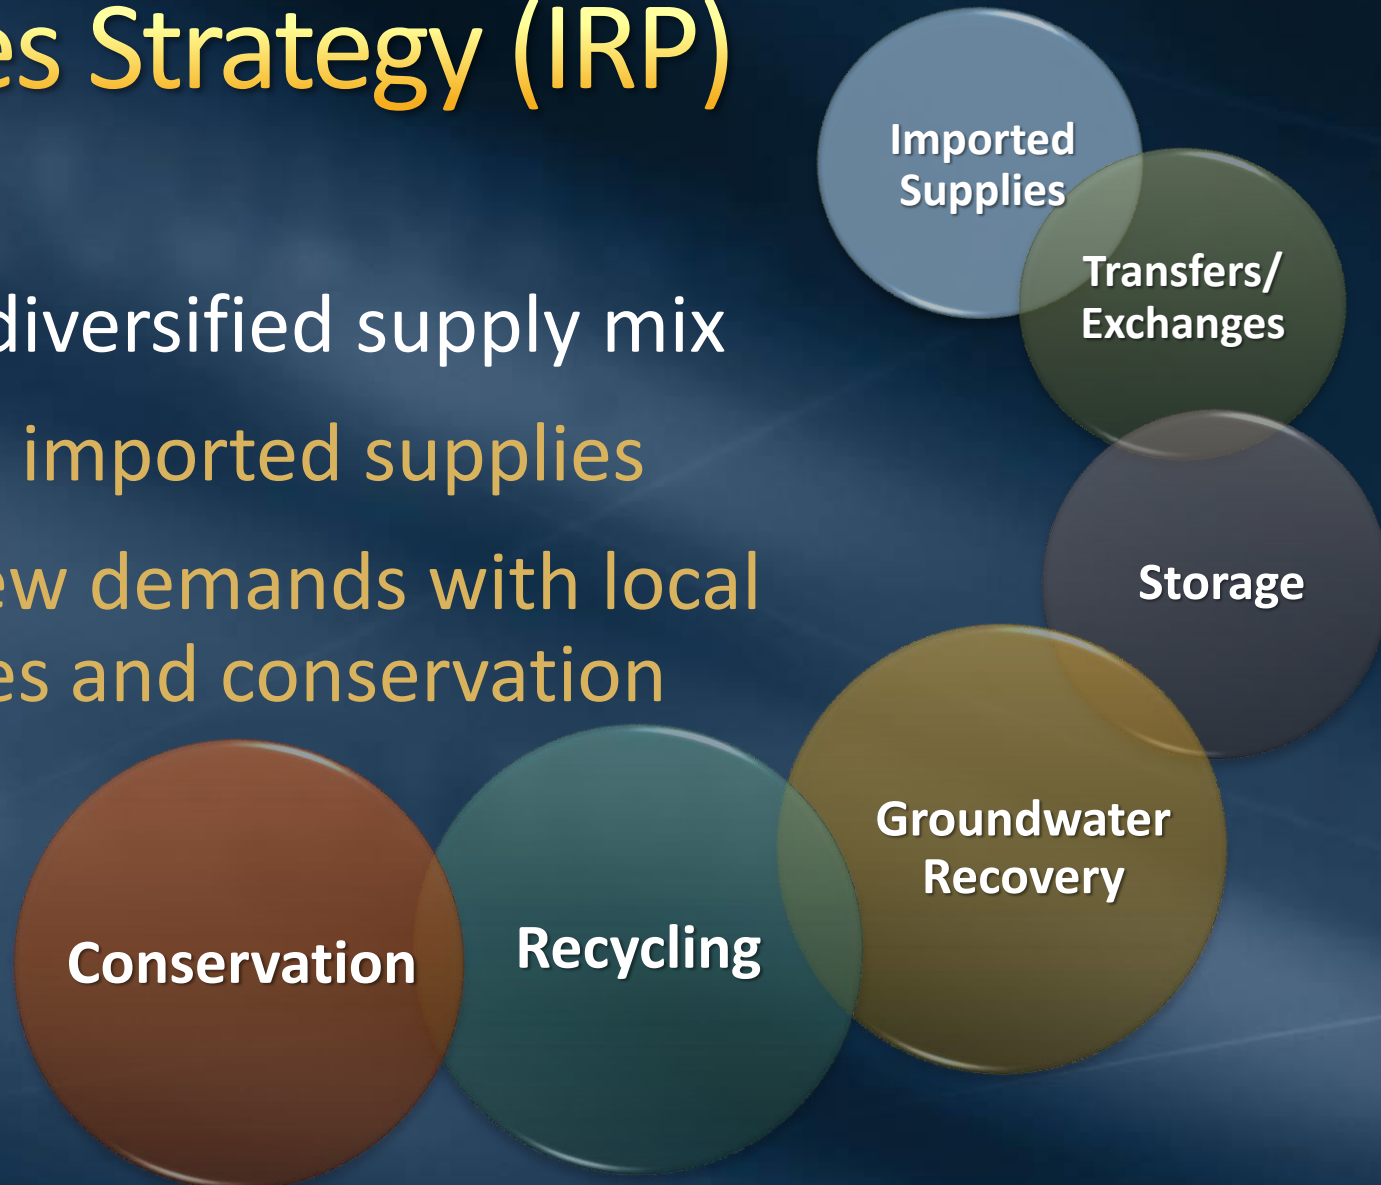 es Strategy (IRP)
diversified supply mix
imported supplies
ew demands with local
es and conservation
Imported
Supplies
Transfers/
Exchanges
Storage
Groundwater
Recovery
Recycling
Conservation